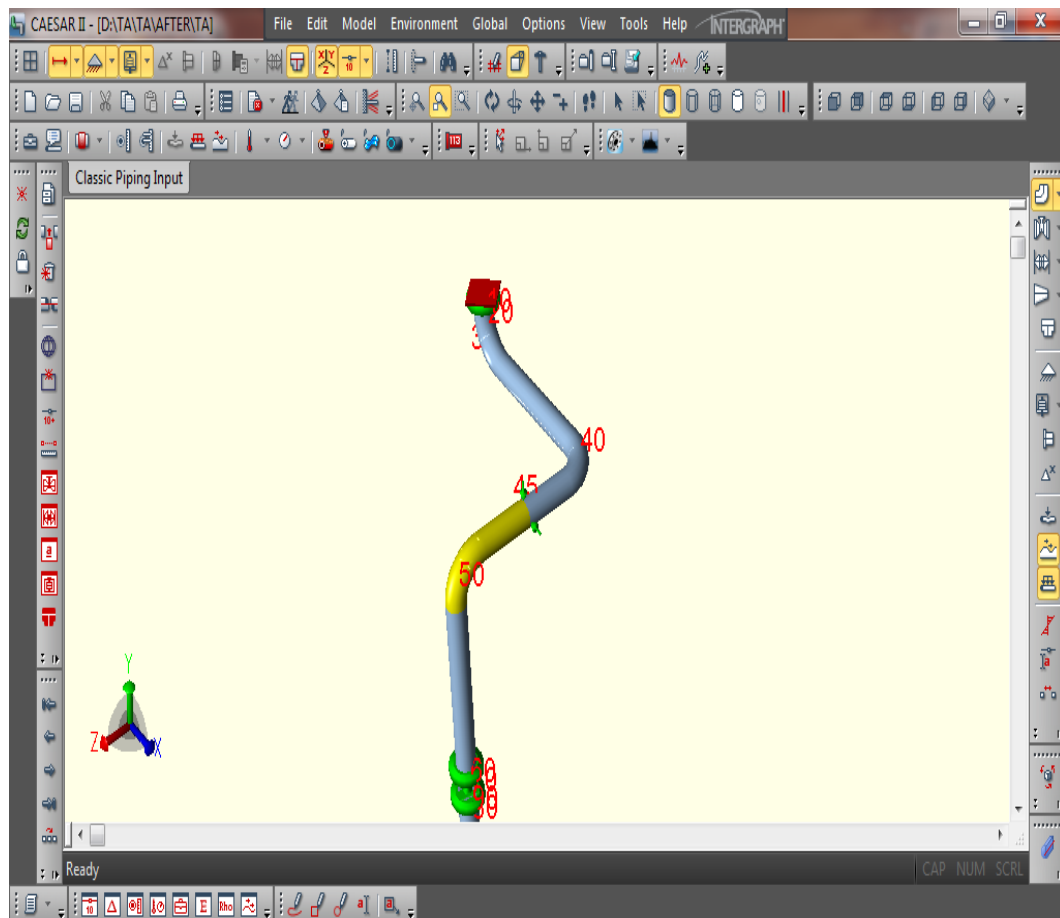 CAESAR II - [D:\TA\TA\AFTER\TA]
File Edit Model Environment Global Options View Tools Help INTERGRAPH
Classic Piping Input
20
40
45
50
Y
Z
X
Ready
CAP NUM SCRL